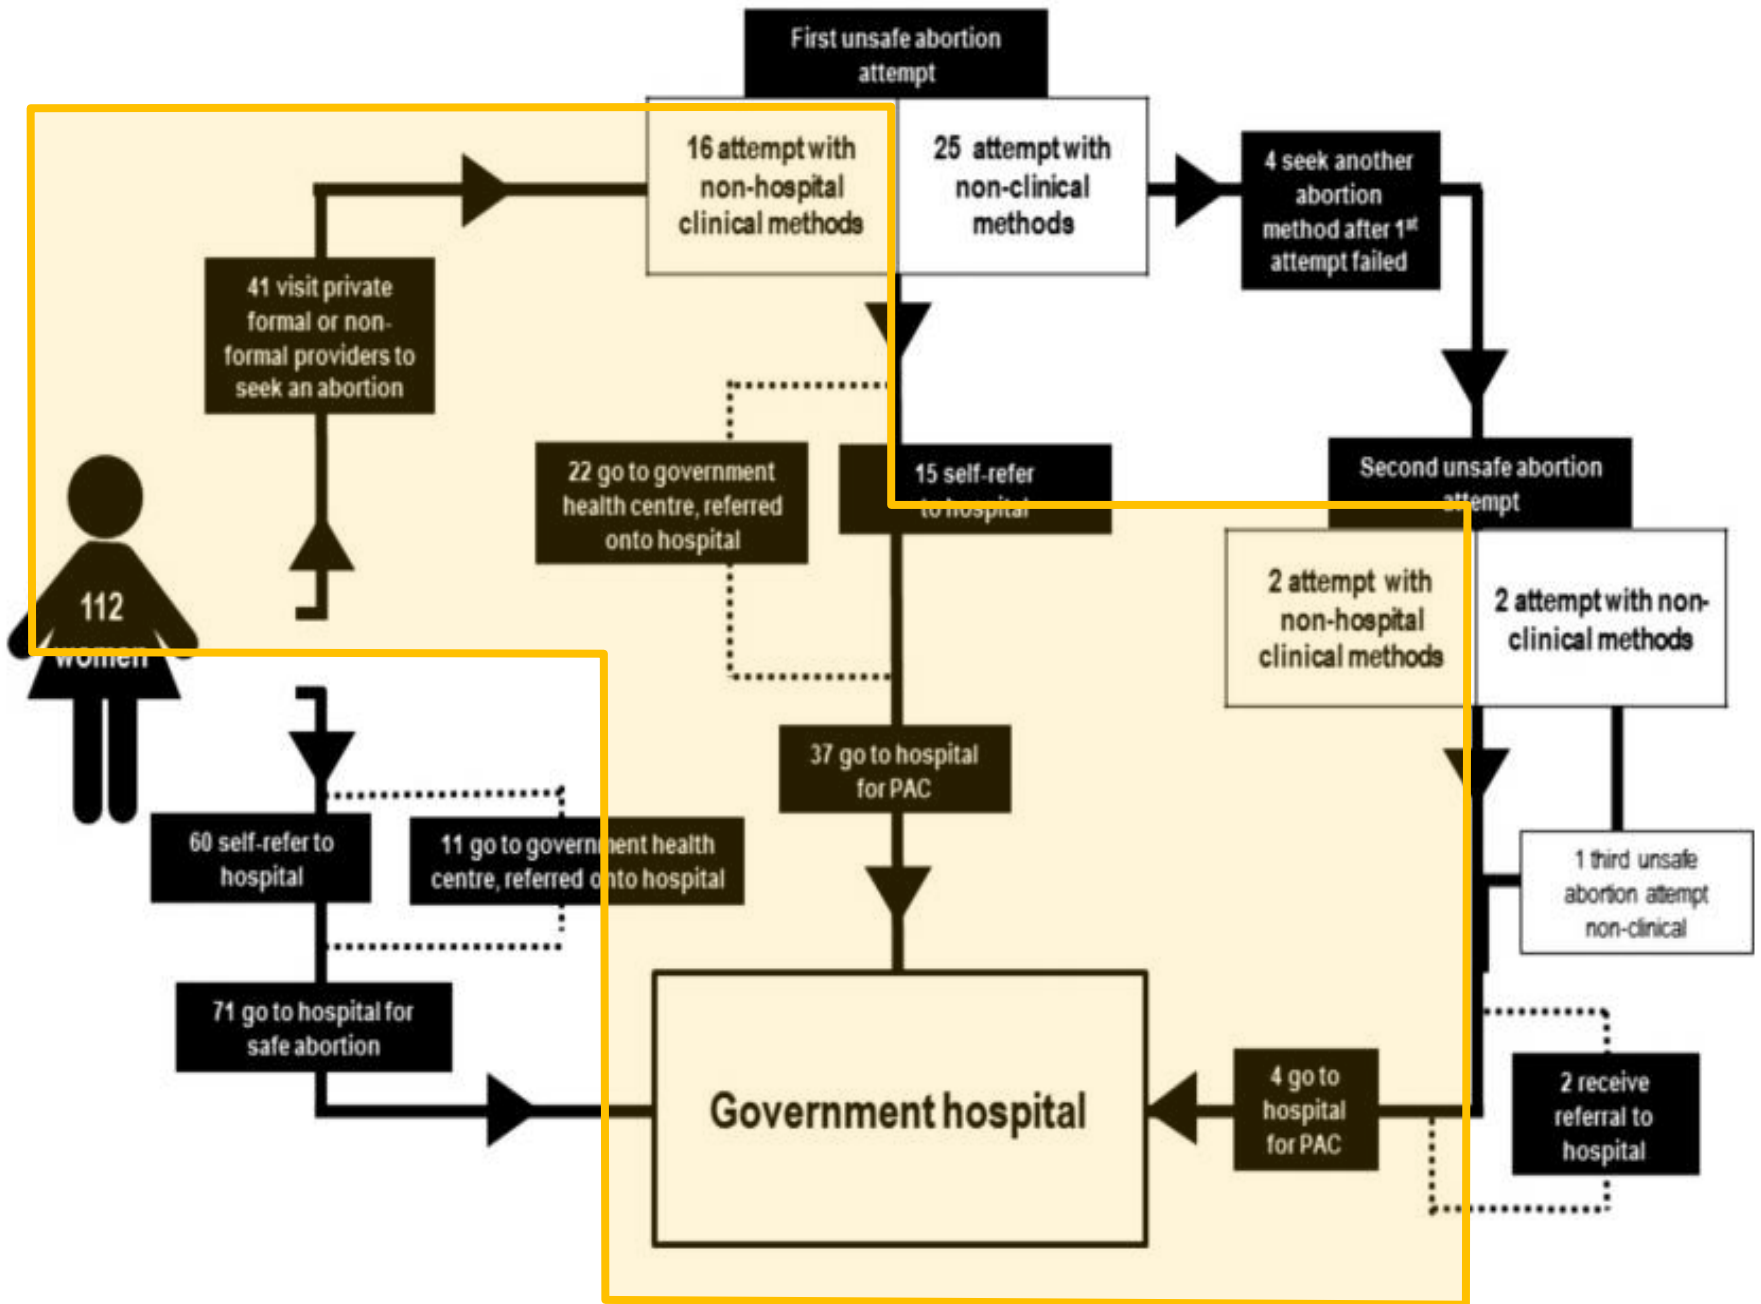 First unsafe abortion
attempt
16 attempt with
non-hospital
clinical methods
25 attempt with
non-clinical
methods
4 seek another
abortion
method after 1st
attempt failed
41 visit private
formal or non-
formal providers to
seek an abortion
22 go to government
health centre, referred
onto hospital
15 self-refer
to hospital
Second unsafe abortion
attempt
112
women
2 attempt with
non-hospital
clinical methods
2 attempt with non-
clinical methods
37 go to hospital
for PAC
60 self-refer to
hospital
11 go to government health
centre, referred onto hospital
1 third unsafe
abortion attempt
non-clinical
71 go to hospital for
safe abortion
Government hospital
4 go to
hospital
for PAC
2 receive
referral to
hospital